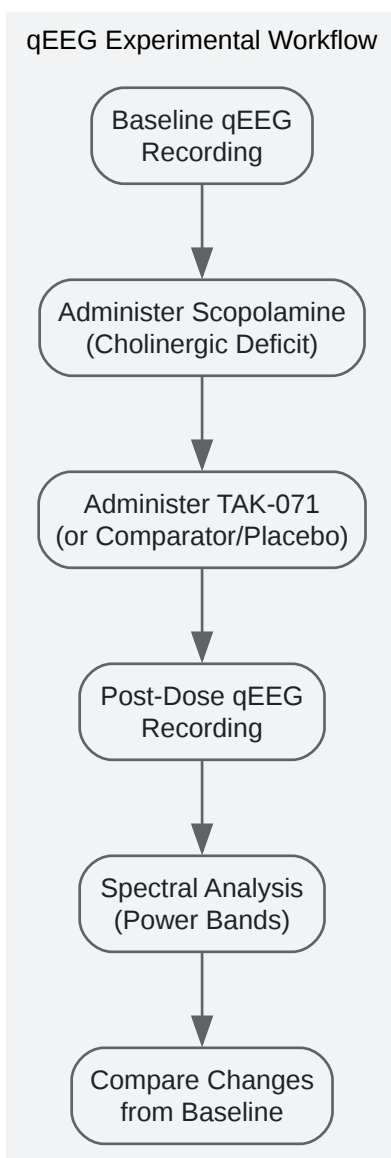 qEEG Experimental Workflow
Baseline qEEG
Recording
Administer Scopolamine
(Cholinergic Deficit)
Administer TAK-071
(or Comparator/Placebo)
Post-Dose qEEG
Recording
Spectral Analysis
(Power Bands)
Compare Changes
from Baseline